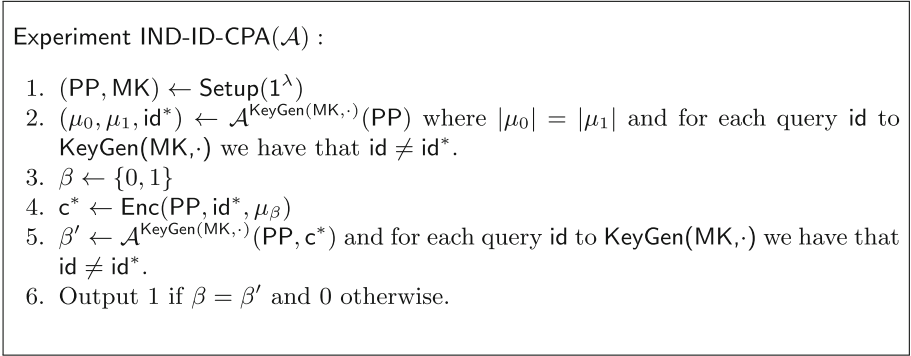 Experiment IND-ID-CPA(𝒜) :
1. (PP, MK) ← Setup(1^λ)
2. (μ₀, μ₁, id*) ← 𝒜^KeyGen(MK,·)(PP) where |μ₀| = |μ₁| and for each query id to
KeyGen(MK,·) we have that id ≠ id*.
3. β ← {0, 1}
4. c* ← Enc(PP, id*, μ_β)
5. β′ ← 𝒜^KeyGen(MK,·)(PP, c*) and for each query id to KeyGen(MK,·) we have that
id ≠ id*.
6. Output 1 if β = β′ and 0 otherwise.